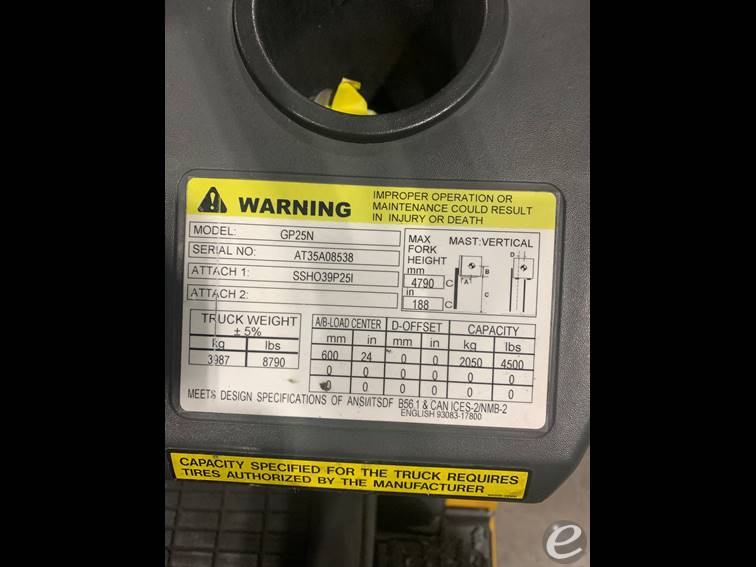 WARNING
IMPROPER OPERATION OR
MAINTENANCE COULD RESULT
IN INJURY OR DEATH
MODEL: GP25N
SERIAL NO: AT35A08538
ATTACH 1: SSHO39P25I
ATTACH 2:
MAX FORK HEIGHT
mm
4790 C
in
188 C
MAST:VERTICAL
D
B
A
C
TRUCK WEIGHT
± 5%
kg lbs
3987 8790
A/B-LOAD CENTER D-OFFSET CAPACITY
mm in mm in kg lbs
600 24 0 0 2050 4500
0 0 0 0 0 0
0 0 0 0 0 0
MEETS DESIGN SPECIFICATIONS OF ANSI/ITSDF B56.1 & CAN ICES-2/NMB-2
ENGLISH 93083-17800
CAPACITY SPECIFIED FOR THE TRUCK REQUIRES
TIRES AUTHORIZED BY THE MANUFACTURER
e